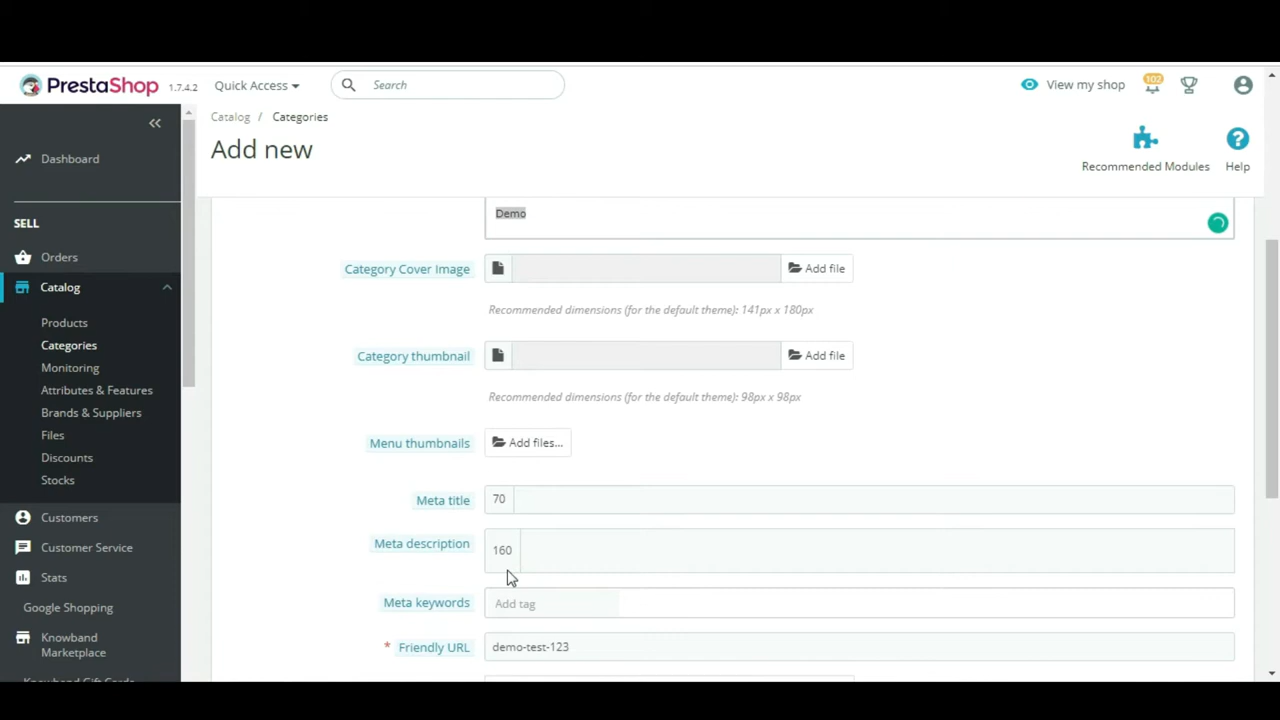 PrestaShop 1.7.4.2 Quick Access Search View my shop 102
Catalog / Categories
Add new
Recommended Modules Help
Dashboard
SELL
Orders
Catalog
Products
Categories
Monitoring
Attributes & Features
Brands & Suppliers
Files
Discounts
Stocks
Customers
Customer Service
Stats
Google Shopping
Knowband
Marketplace
Knowband Gift Cards
Demo
Category Cover Image Add file
Recommended dimensions (for the default theme): 141px x 180px
Category thumbnail Add file
Recommended dimensions (for the default theme): 98px x 98px
Menu thumbnails Add files...
Meta title 70
Meta description 160
Meta keywords Add tag
* Friendly URL demo-test-123